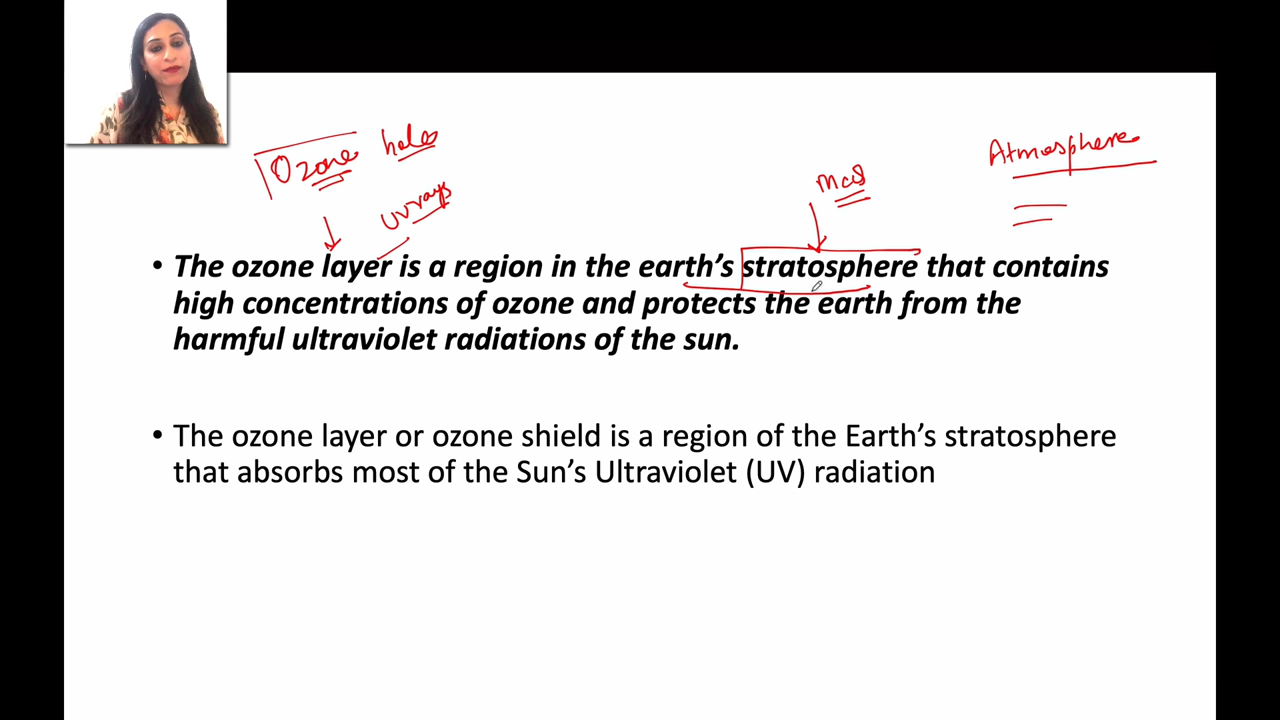 Ozone hole
Atmosphere
MCQ
UV rays
• The ozone layer is a region in the earth’s stratosphere that contains
high concentrations of ozone and protects the earth from the
harmful ultraviolet radiations of the sun.
• The ozone layer or ozone shield is a region of the Earth’s stratosphere
that absorbs most of the Sun’s Ultraviolet (UV) radiation